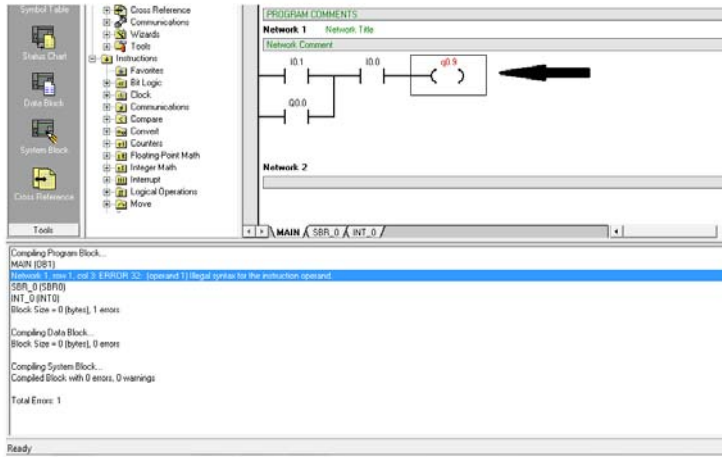 Symbol Table
Status Chart
Data Block
System Block
Cross Reference
Tools
Cross Reference
Communications
Wizards
Tools
Instructions
Favorites
Bit Logic
Clock
Communications
Compare
Convert
Counters
Floating-Point Math
Integer Math
Interrupt
Logical Operations
Move
PROGRAM COMMENTS
Network 1 Network Title
Network Comment
I0.1 I0.0 q0.9
Q0.0
Network 2
MAIN SBR_0 INT_0
Compiling Program Block...
MAIN (OB1)
Network 1, row 1, col 3: ERROR 32: (operand 1) Illegal syntax for the instruction operand.
SBR_0 (SBR0)
INT_0 (INT0)
Block Size = 0 (bytes), 1 errors
Compiling Data Block...
Block Size = 0 (bytes), 0 errors
Compiling System Block...
Compiled Block with 0 errors, 0 warnings
Total Errors: 1
Ready